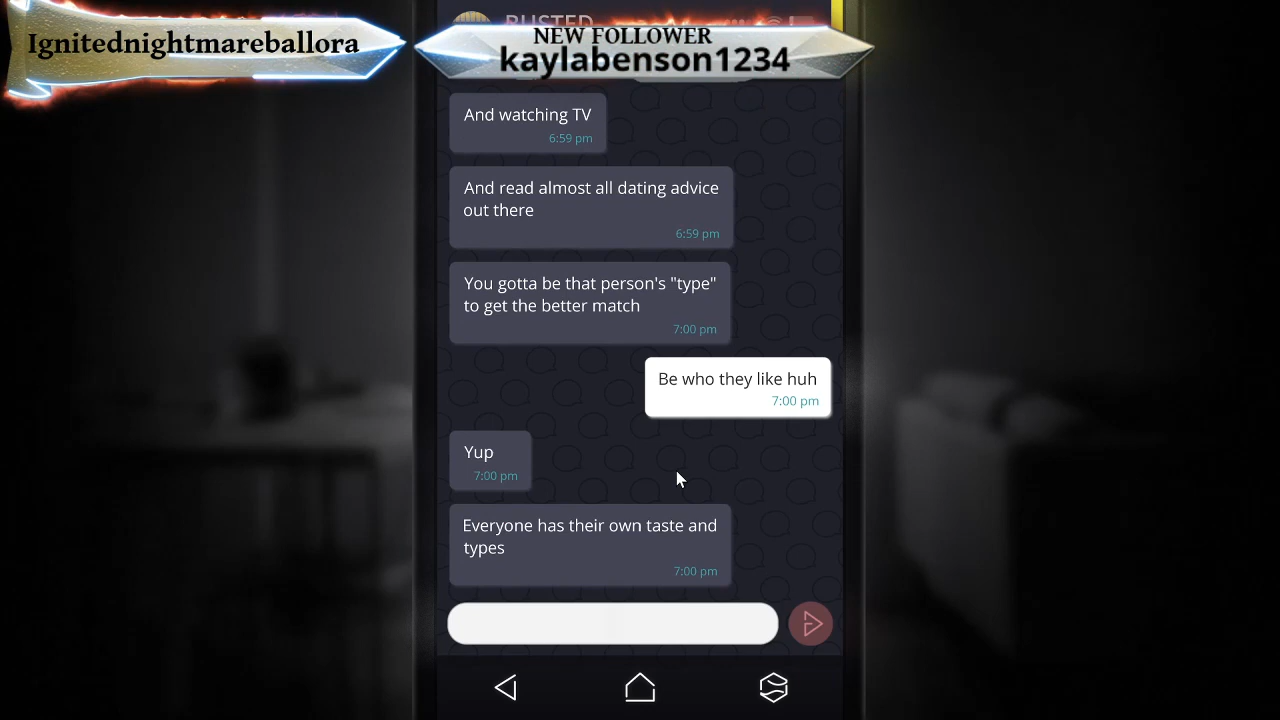 Ignitednightmareballora
NEW FOLLOWER
kaylabenson1234
BUSTED
And watching TV
6:59 pm
And read almost all dating advice
out there
6:59 pm
You gotta be that person's "type"
to get the better match
7:00 pm
Be who they like huh
7:00 pm
Yup
7:00 pm
Everyone has their own taste and
types
7:00 pm